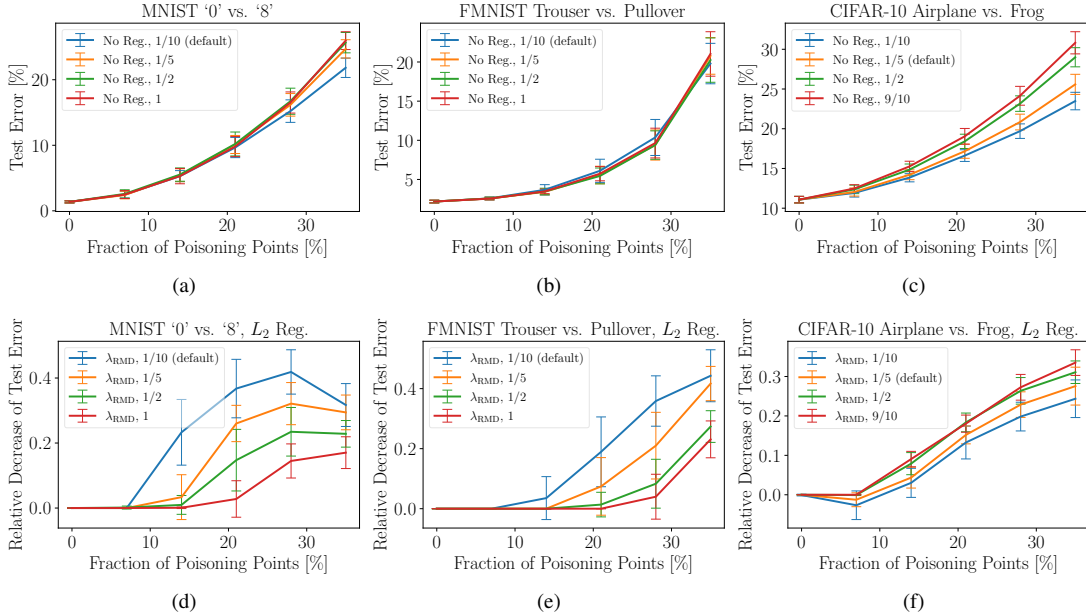 MNIST ‘0’ vs. ‘8’
Test Error [%]
20
10
0
No Reg., 1/10 (default)
No Reg., 1/5
No Reg., 1/2
No Reg., 1
0
10
20
30
Fraction of Poisoning Points [%]
(a)
FMNIST Trouser vs. Pullover
Test Error [%]
20
15
10
5
No Reg., 1/10 (default)
No Reg., 1/5
No Reg., 1/2
No Reg., 1
0
10
20
30
Fraction of Poisoning Points [%]
(b)
CIFAR-10 Airplane vs. Frog
Test Error [%]
30
25
20
15
10
No Reg., 1/10
No Reg., 1/5 (default)
No Reg., 1/2
No Reg., 9/10
0
10
20
30
Fraction of Poisoning Points [%]
(c)
MNIST ‘0’ vs. ‘8’, L₂ Reg.
Relative Decrease of Test Error
0.4
0.2
0.0
λRMD, 1/10 (default)
λRMD, 1/5
λRMD, 1/2
λRMD, 1
0
10
20
30
Fraction of Poisoning Points [%]
(d)
FMNIST Trouser vs. Pullover, L₂ Reg.
Relative Decrease of Test Error
0.4
0.2
0.0
λRMD, 1/10 (default)
λRMD, 1/5
λRMD, 1/2
λRMD, 1
0
10
20
30
Fraction of Poisoning Points [%]
(e)
CIFAR-10 Airplane vs. Frog, L₂ Reg.
Relative Decrease of Test Error
0.3
0.2
0.1
0.0
λRMD, 1/10
λRMD, 1/5 (default)
λRMD, 1/2
λRMD, 9/10
0
10
20
30
Fraction of Poisoning Points [%]
(f)